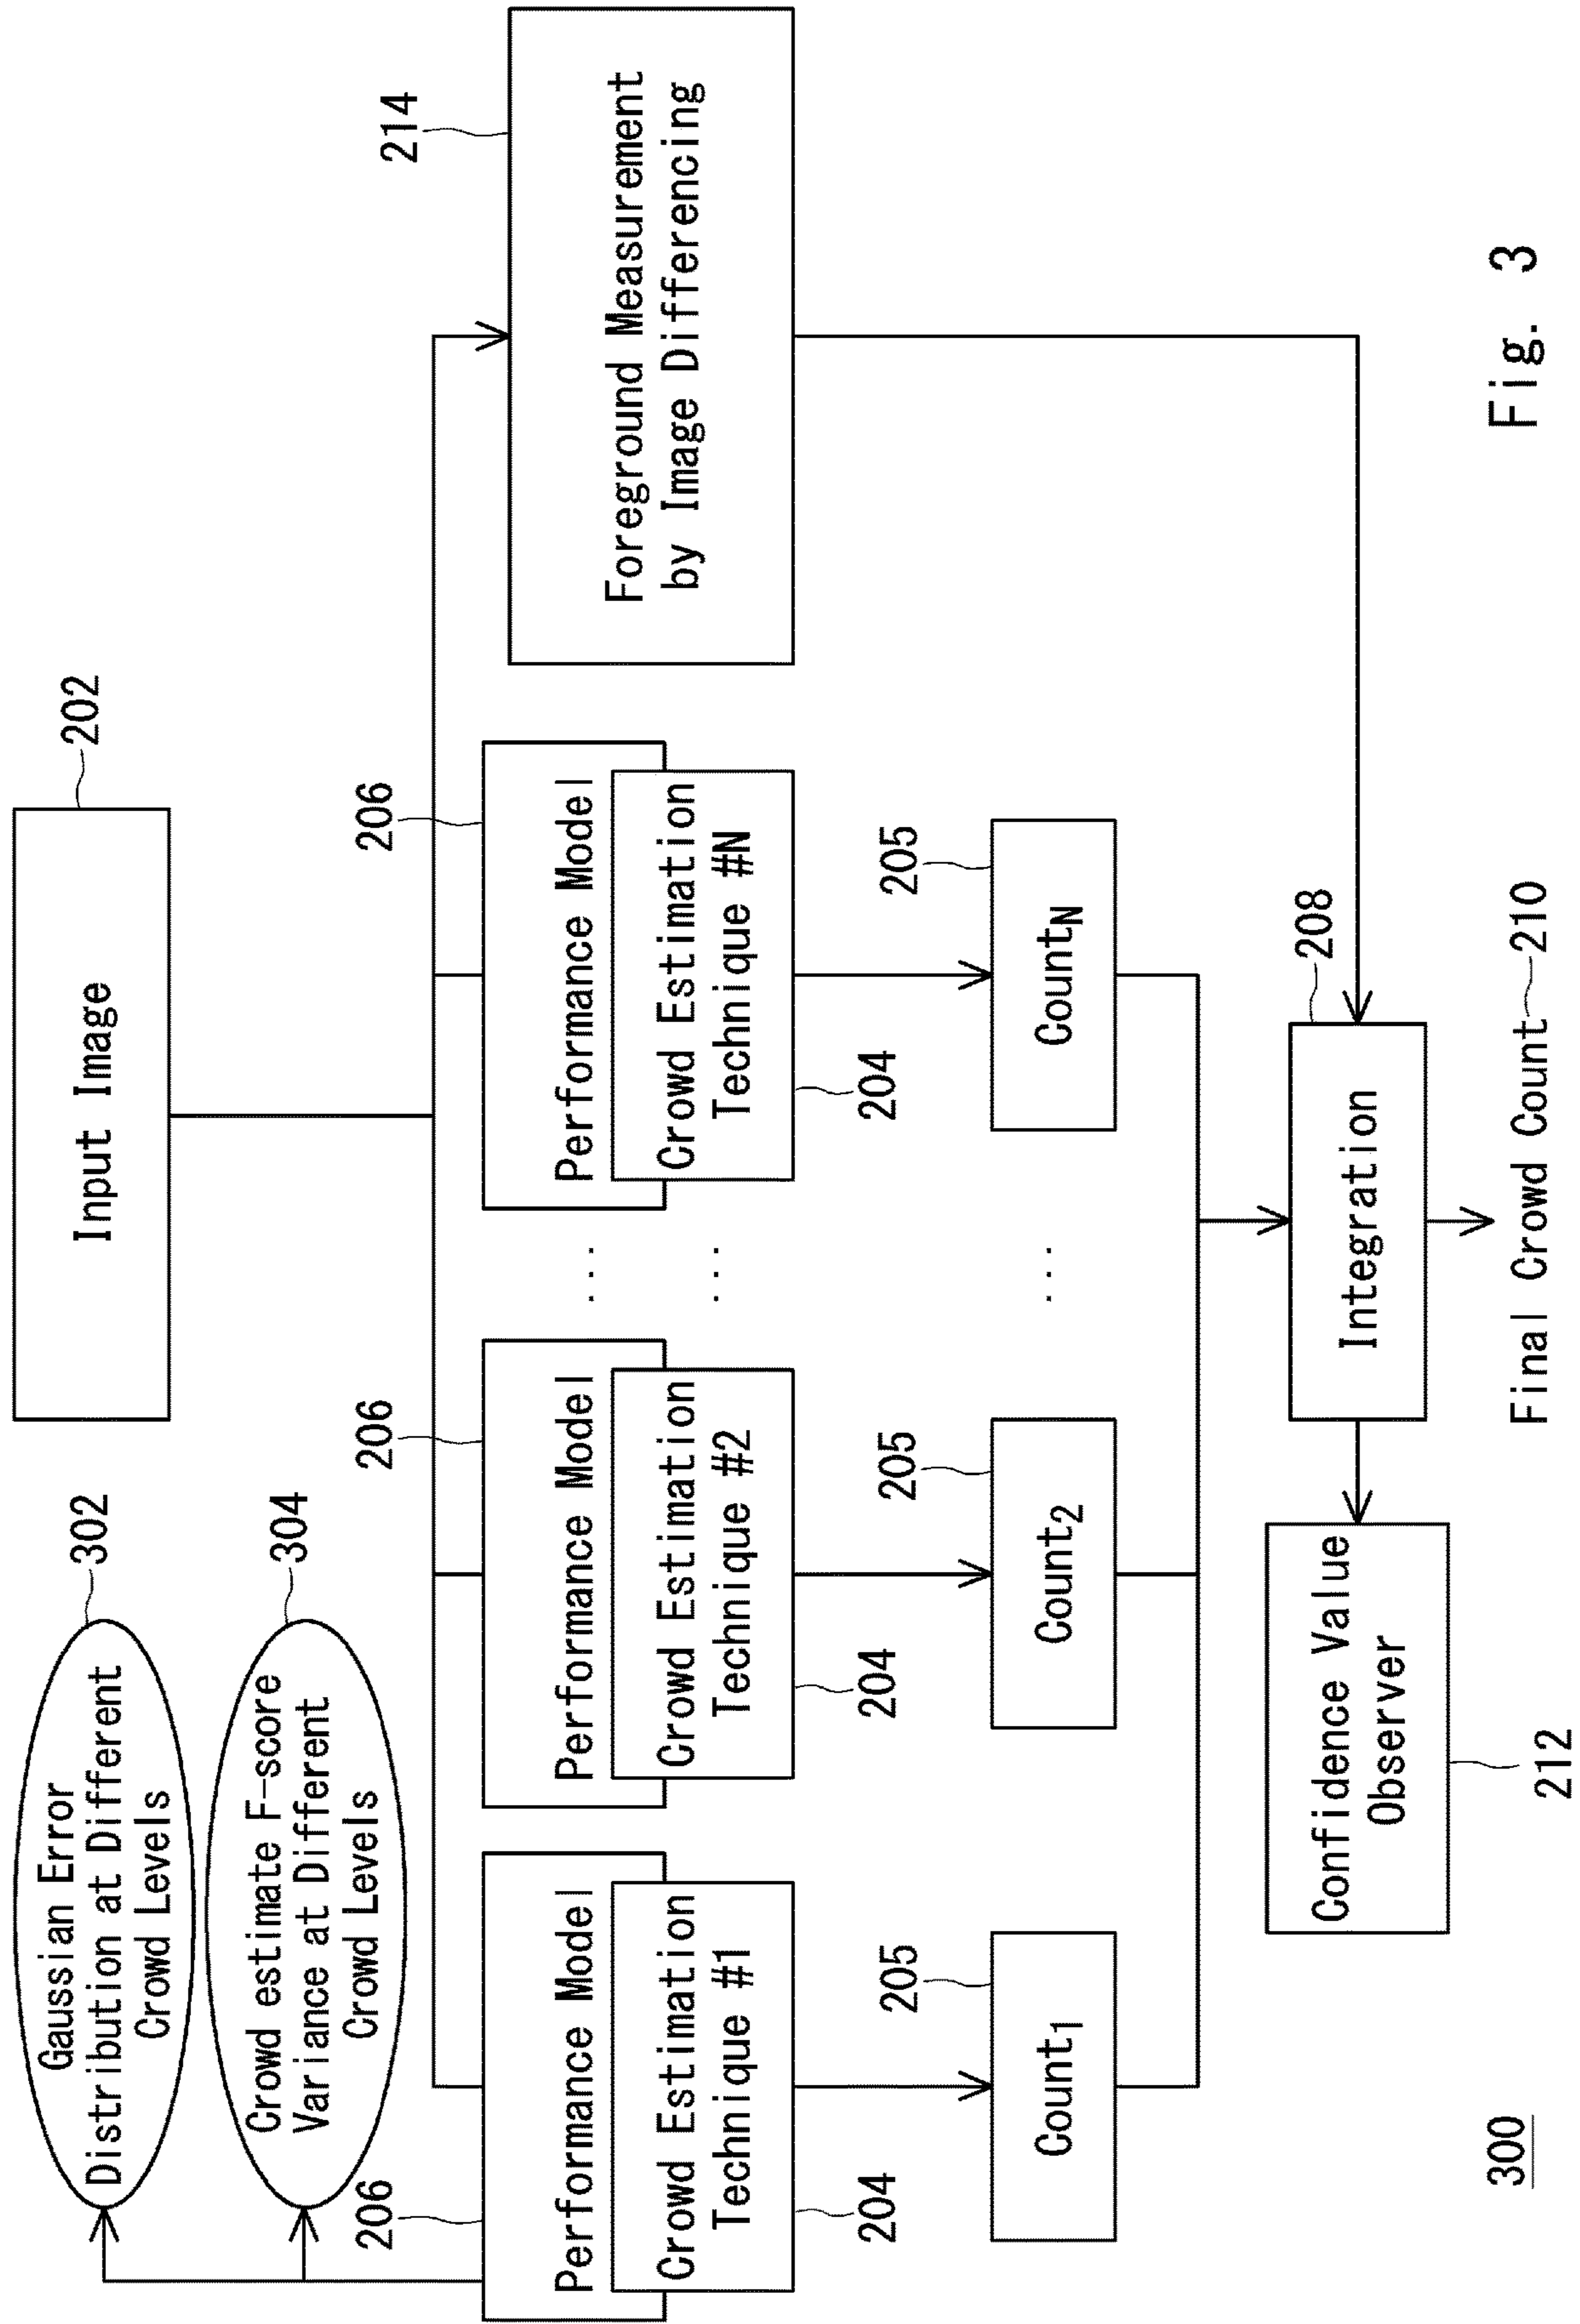 Gaussian Error
Distribution at Different
Crowd Levels
302
Crowd estimate F-score
Variance at Different
Crowd Levels
304
Input Image
202
206
Performance Model
Crowd Estimation
Technique #1
204
206
Performance Model
Crowd Estimation
Technique #2
204
...
...
206
Performance Model
Crowd Estimation
Technique #N
204
214
Foreground Measurement
by Image Differencing
205
Count1
205
Count2
...
205
CountN
Confidence Value
Observer
212
Integration
208
Final Crowd Count
210
300
Fig. 3